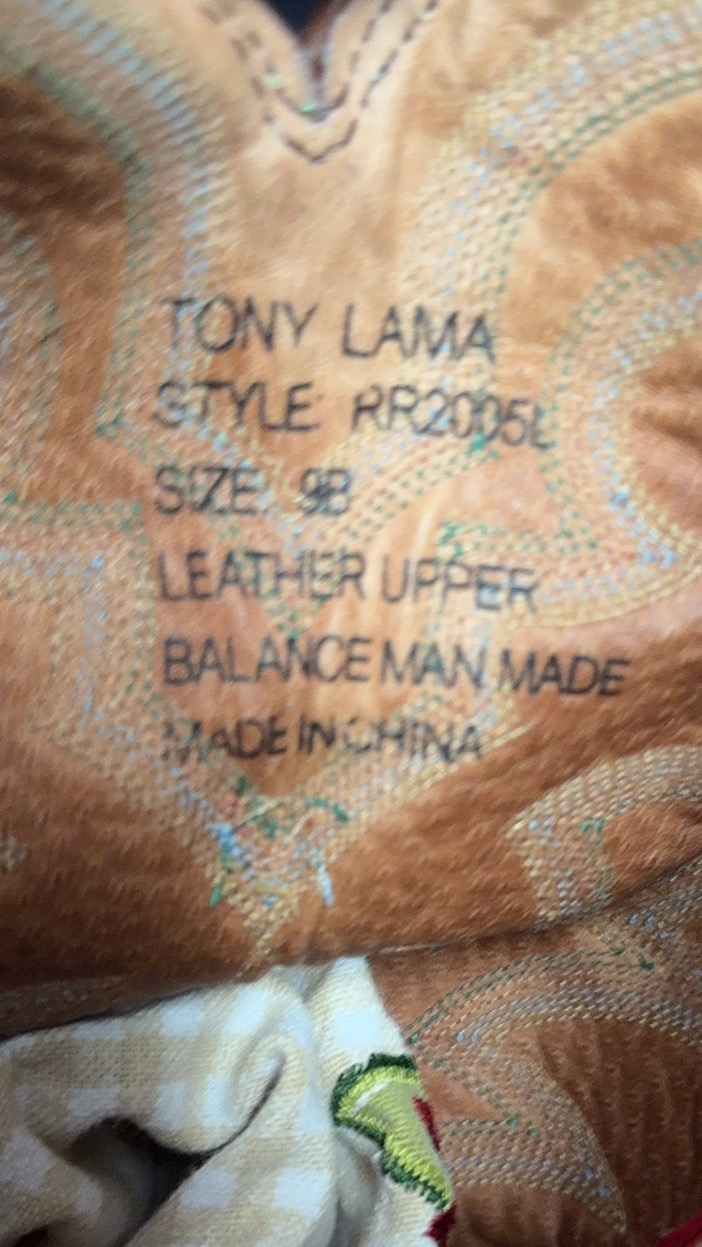 TONY LAMA
STYLE: RR2005L
SIZE: 9B
LEATHER UPPER
BALANCE MAN MADE
MADE IN CHINA